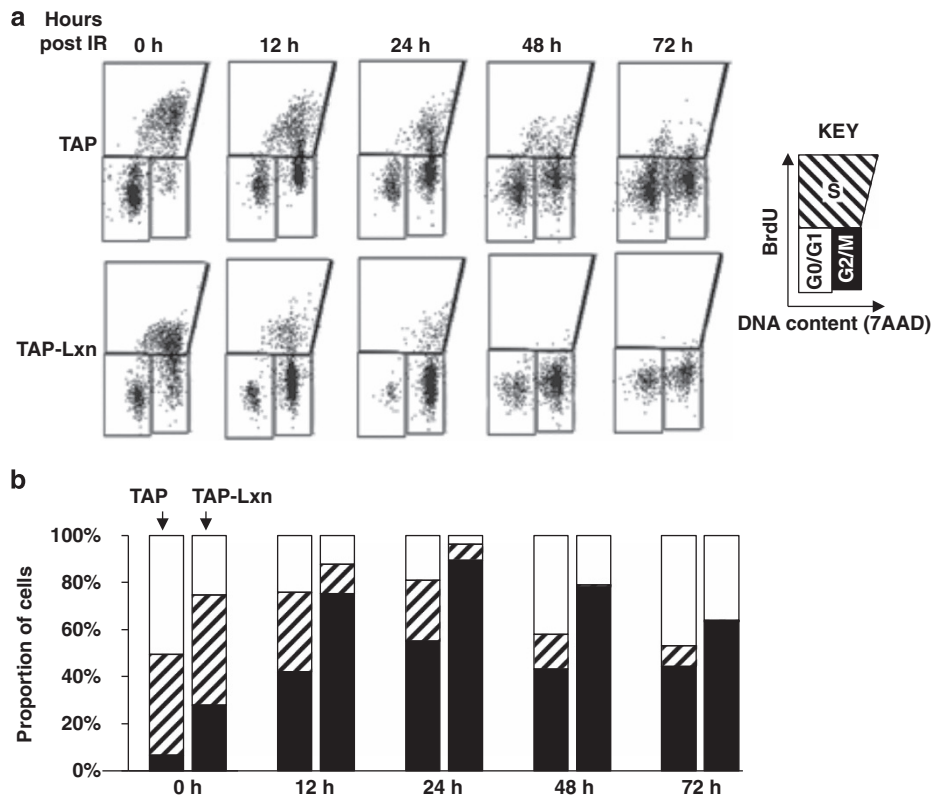 a
Hours
post IR
0 h 12 h 24 h 48 h 72 h
TAP
TAP-Lxn
KEY
BrdU
S
G0/G1
G2/M
DNA content (7AAD)
b
TAP TAP-Lxn
Proportion of cells
100%
80%
60%
40%
20%
0%
0 h 12 h 24 h 48 h 72 h